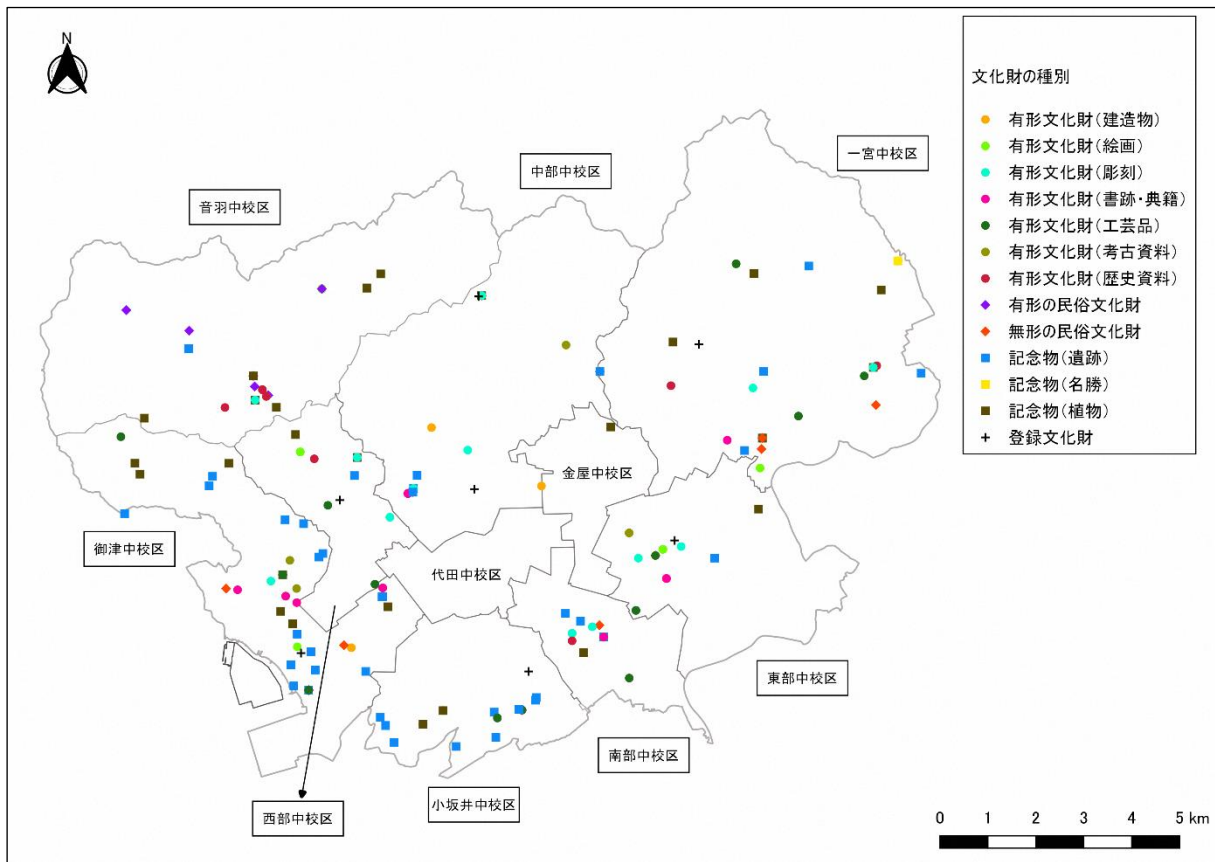 N
文化財の種別
有形文化財(建造物)
有形文化財(絵画)
有形文化財(彫刻)
有形文化財(書跡・典籍)
有形文化財(工芸品)
有形文化財(考古資料)
有形文化財(歴史資料)
有形の民俗文化財
無形の民俗文化財
記念物(遺跡)
記念物(名勝)
記念物(植物)
登録文化財
一宮中校区
中部中校区
音羽中校区
金屋中校区
御津中校区
代田中校区
東部中校区
南部中校区
小坂井中校区
西部中校区
0 1 2 3 4 5 km